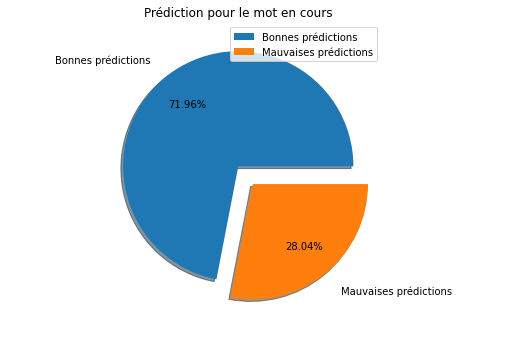 Prédiction pour le mot en cours
Bonnes prédictions
Mauvaises prédictions
Bonnes prédictions
71.96%
28.04%
Mauvaises prédictions